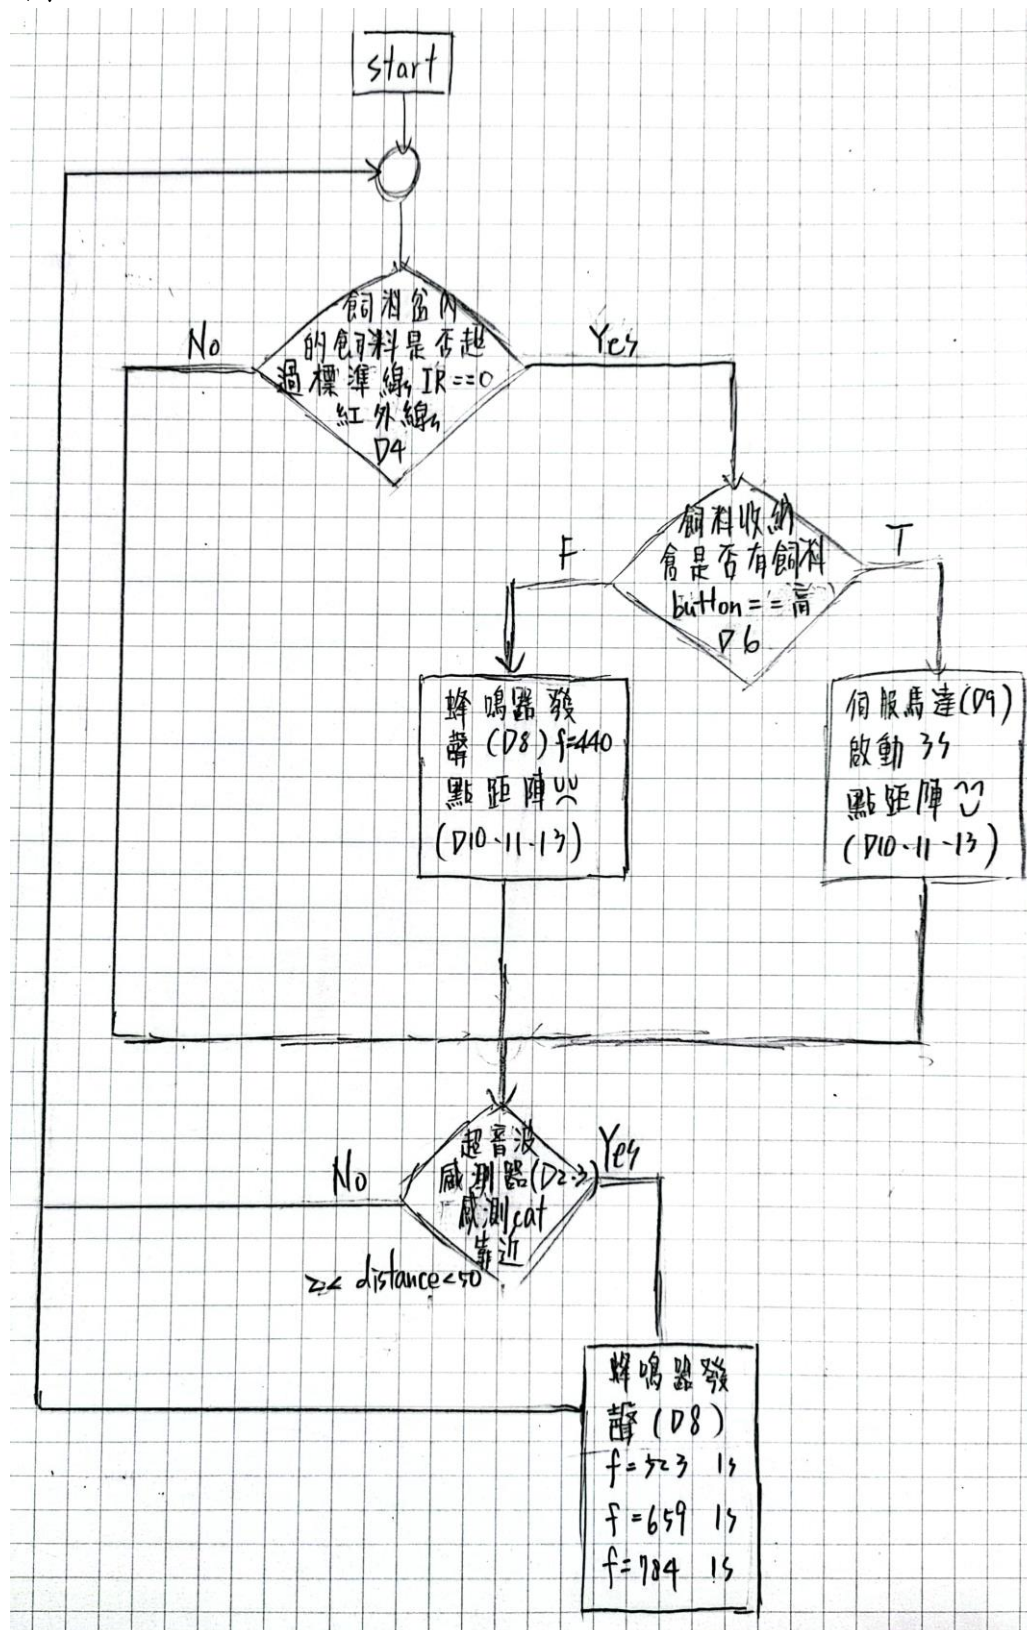 start
飼料盆內
的飼料是否超
過標準線, IR==0
紅外線
D4
No
Yes
飼料收納
倉是否有飼料
button==高
D6
F
T
蜂鳴器發
聲(D8) f=440
點距陣
(D10、11、13)
伺服馬達(D9)
啟動 3s
點距陣
(D10、11、13)
超音波
感測器(D2、3)
感測cat
靠近
No
Yes
2< distance<50
蜂鳴器發
聲(D8)
f=523 1s
f=659 1s
f=784 1s